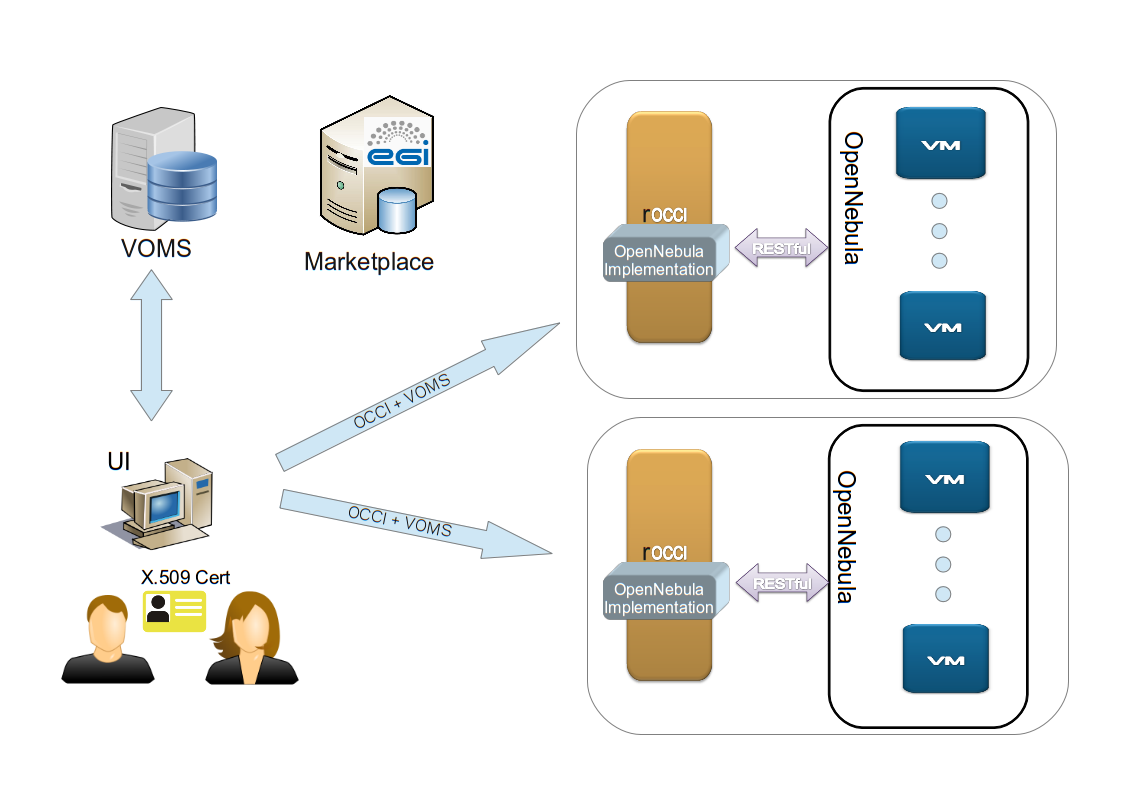 VOMS
egi
Marketplace
UI
X.509 Cert
OCCI + VOMS
OCCI + VOMS
rOCCI
OpenNebula
Implementation
RESTful
OpenNebula
VM
VM
rOCCI
OpenNebula
Implementation
RESTful
OpenNebula
VM
VM